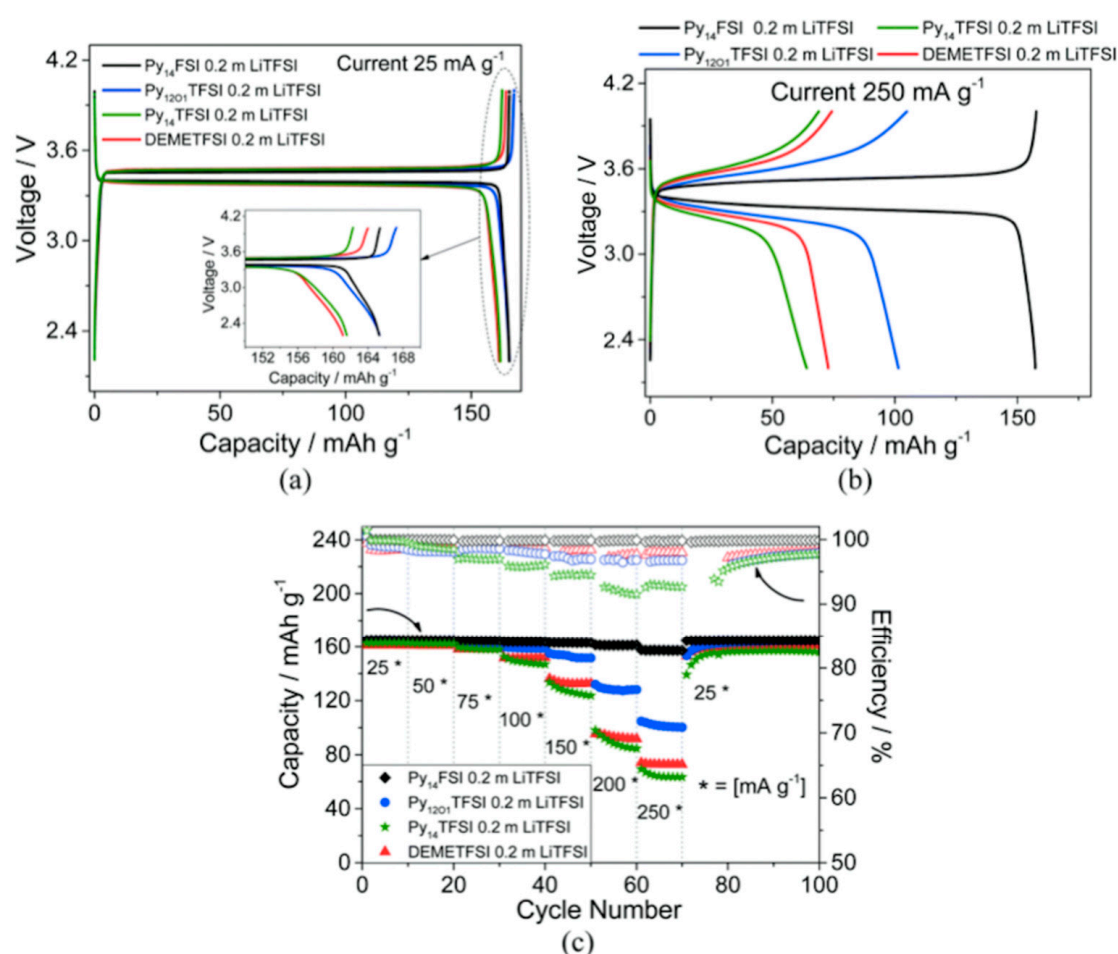 Py14FSI 0.2 m LiTFSI
Py12O1TFSI 0.2 m LiTFSI
Py14TFSI 0.2 m LiTFSI
DEMETFSI 0.2 m LiTFSI
Current 25 mA g-1
4.2
3.6
3.0
2.4
Voltage / V
4.2
3.6
3.0
2.4
Voltage / V
152 156 160 164 168
Capacity / mAh g-1
0 50 100 150
Capacity / mAh g-1
(a)
Py14FSI 0.2 m LiTFSI
Py14TFSI 0.2 m LiTFSI
Py12O1TFSI 0.2 m LiTFSI
DEMETFSI 0.2 m LiTFSI
Current 250 mA g-1
4.2
3.6
3.0
2.4
Voltage / V
0 50 100 150
Capacity / mAh g-1
(b)
240
200
160
120
80
40
0
Capacity / mAh g-1
100
90
80
70
60
50
Efficiency / %
25 *
50 *
75 *
100 *
150 *
200 *
250 *
25 *
* = [mA g-1]
Py14FSI 0.2 m LiTFSI
Py12O1TFSI 0.2 m LiTFSI
Py14TFSI 0.2 m LiTFSI
DEMETFSI 0.2 m LiTFSI
0 20 40 60 80 100
Cycle Number
(c)